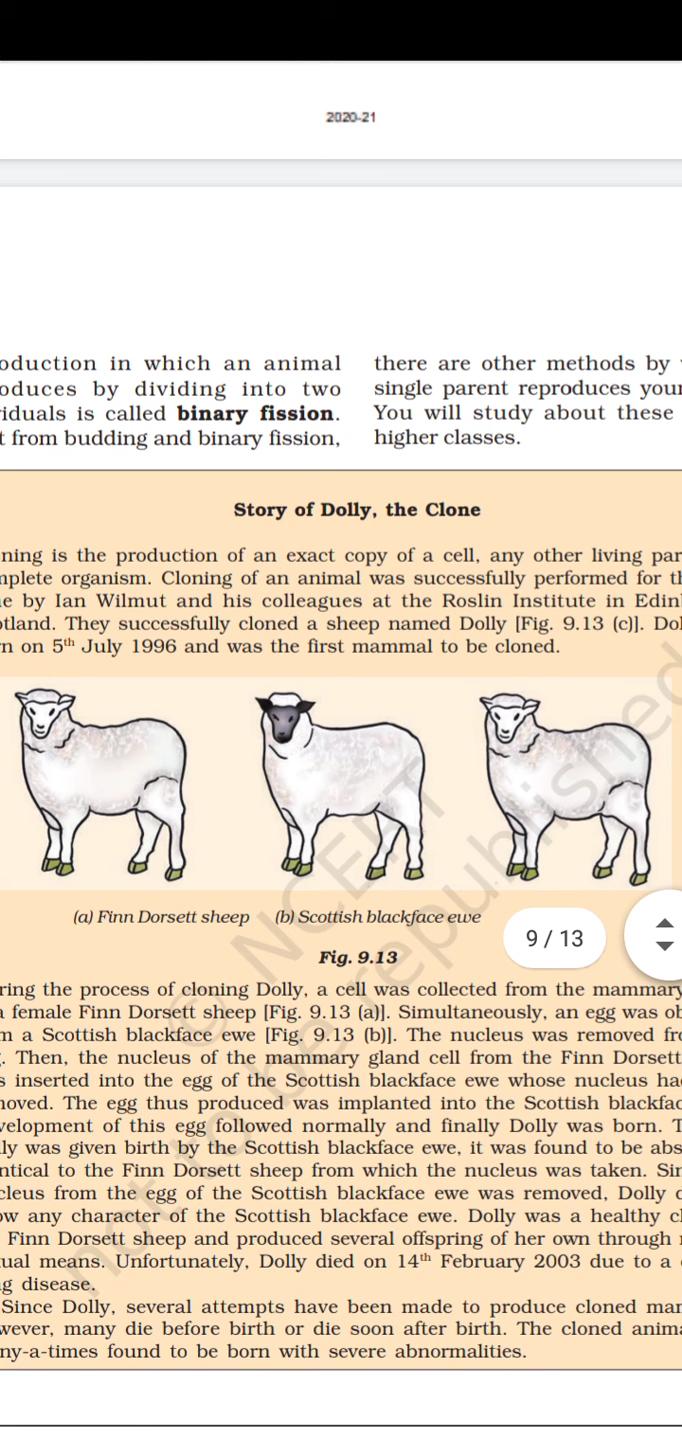 2020-21
oduction in which an animal
oduces by dividing into two
iduals is called binary fission.
t from budding and binary fission,
there are other methods by
single parent reproduces your
You will study about these
higher classes.
Story of Dolly, the Clone
ning is the production of an exact copy of a cell, any other living par
mplete organism. Cloning of an animal was successfully performed for th
e by Ian Wilmut and his colleagues at the Roslin Institute in Edin
otland. They successfully cloned a sheep named Dolly [Fig. 9.13 (c)]. Dol
n on 5th July 1996 and was the first mammal to be cloned.
(a) Finn Dorsett sheep
(b) Scottish blackface ewe
9 / 13
Fig. 9.13
ring the process of cloning Dolly, a cell was collected from the mammary
a female Finn Dorsett sheep [Fig. 9.13 (a)]. Simultaneously, an egg was ob
m a Scottish blackface ewe [Fig. 9.13 (b)]. The nucleus was removed fro
. Then, the nucleus of the mammary gland cell from the Finn Dorsett
s inserted into the egg of the Scottish blackface ewe whose nucleus ha
moved. The egg thus produced was implanted into the Scottish blackfac
velopment of this egg followed normally and finally Dolly was born. T
lly was given birth by the Scottish blackface ewe, it was found to be abs
ntical to the Finn Dorsett sheep from which the nucleus was taken. Sin
cleus from the egg of the Scottish blackface ewe was removed, Dolly d
ow any character of the Scottish blackface ewe. Dolly was a healthy cl
Finn Dorsett sheep and produced several offspring of her own through
ual means. Unfortunately, Dolly died on 14th February 2003 due to a
g disease.
Since Dolly, several attempts have been made to produce cloned mam
wever, many die before birth or die soon after birth. The cloned anima
ny-a-times found to be born with severe abnormalities.
© NCERT
not to be republished